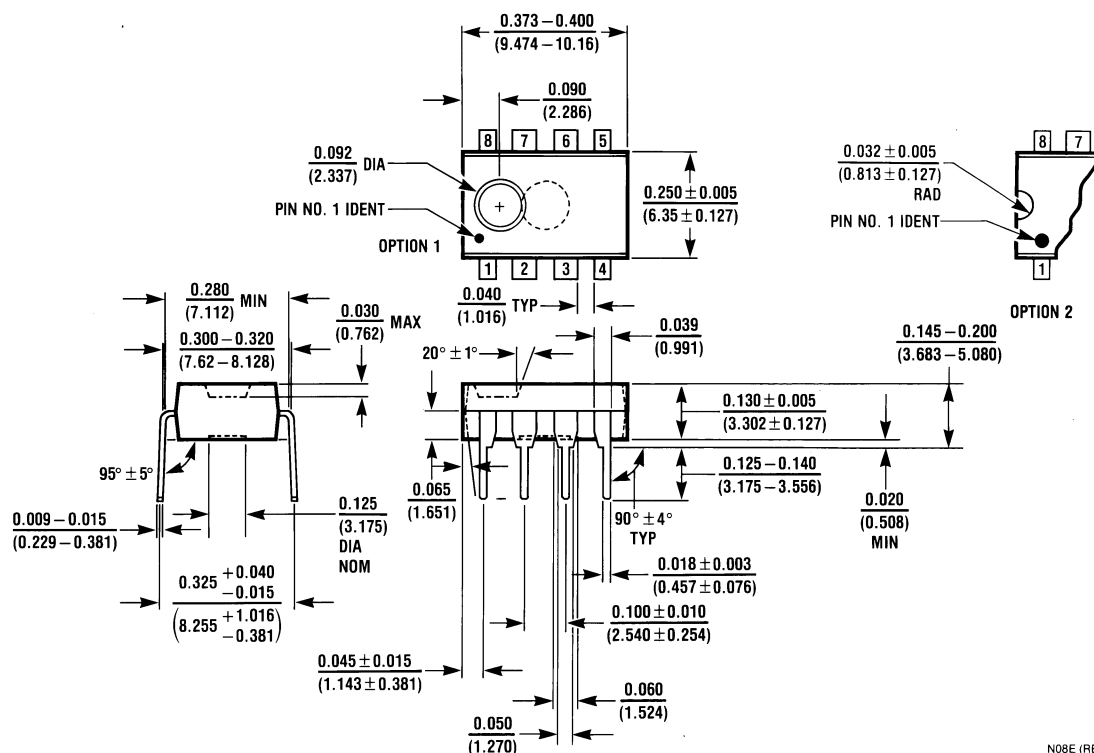 0.373 – 0.400
(9.474 – 10.16)
0.090
(2.286)
8 7 6 5
0.092 DIA
(2.337)
PIN NO. 1 IDENT
OPTION 1
0.250 ± 0.005
(6.35 ± 0.127)
1 2 3 4
0.032 ± 0.005
(0.813 ± 0.127)
RAD
PIN NO. 1 IDENT
8 7
1
OPTION 2
0.280 MIN
(7.112)
0.300 – 0.320
(7.62 – 8.128)
0.030 MAX
(0.762)
0.040 TYP
(1.016)
20° ± 1°
0.039
(0.991)
0.145 – 0.200
(3.683 – 5.080)
0.130 ± 0.005
(3.302 ± 0.127)
95° ± 5°
0.065
(1.651)
0.125 – 0.140
(3.175 – 3.556)
90° ± 4°
TYP
0.020
(0.508)
MIN
0.009 – 0.015
(0.229 – 0.381)
0.125
(3.175)
DIA
NOM
0.018 ± 0.003
(0.457 ± 0.076)
0.325 +0.040 -0.015
(8.255 +1.016 -0.381)
0.100 ± 0.010
(2.540 ± 0.254)
0.045 ± 0.015
(1.143 ± 0.381)
0.060
(1.524)
0.050
(1.270)
N08E (RE